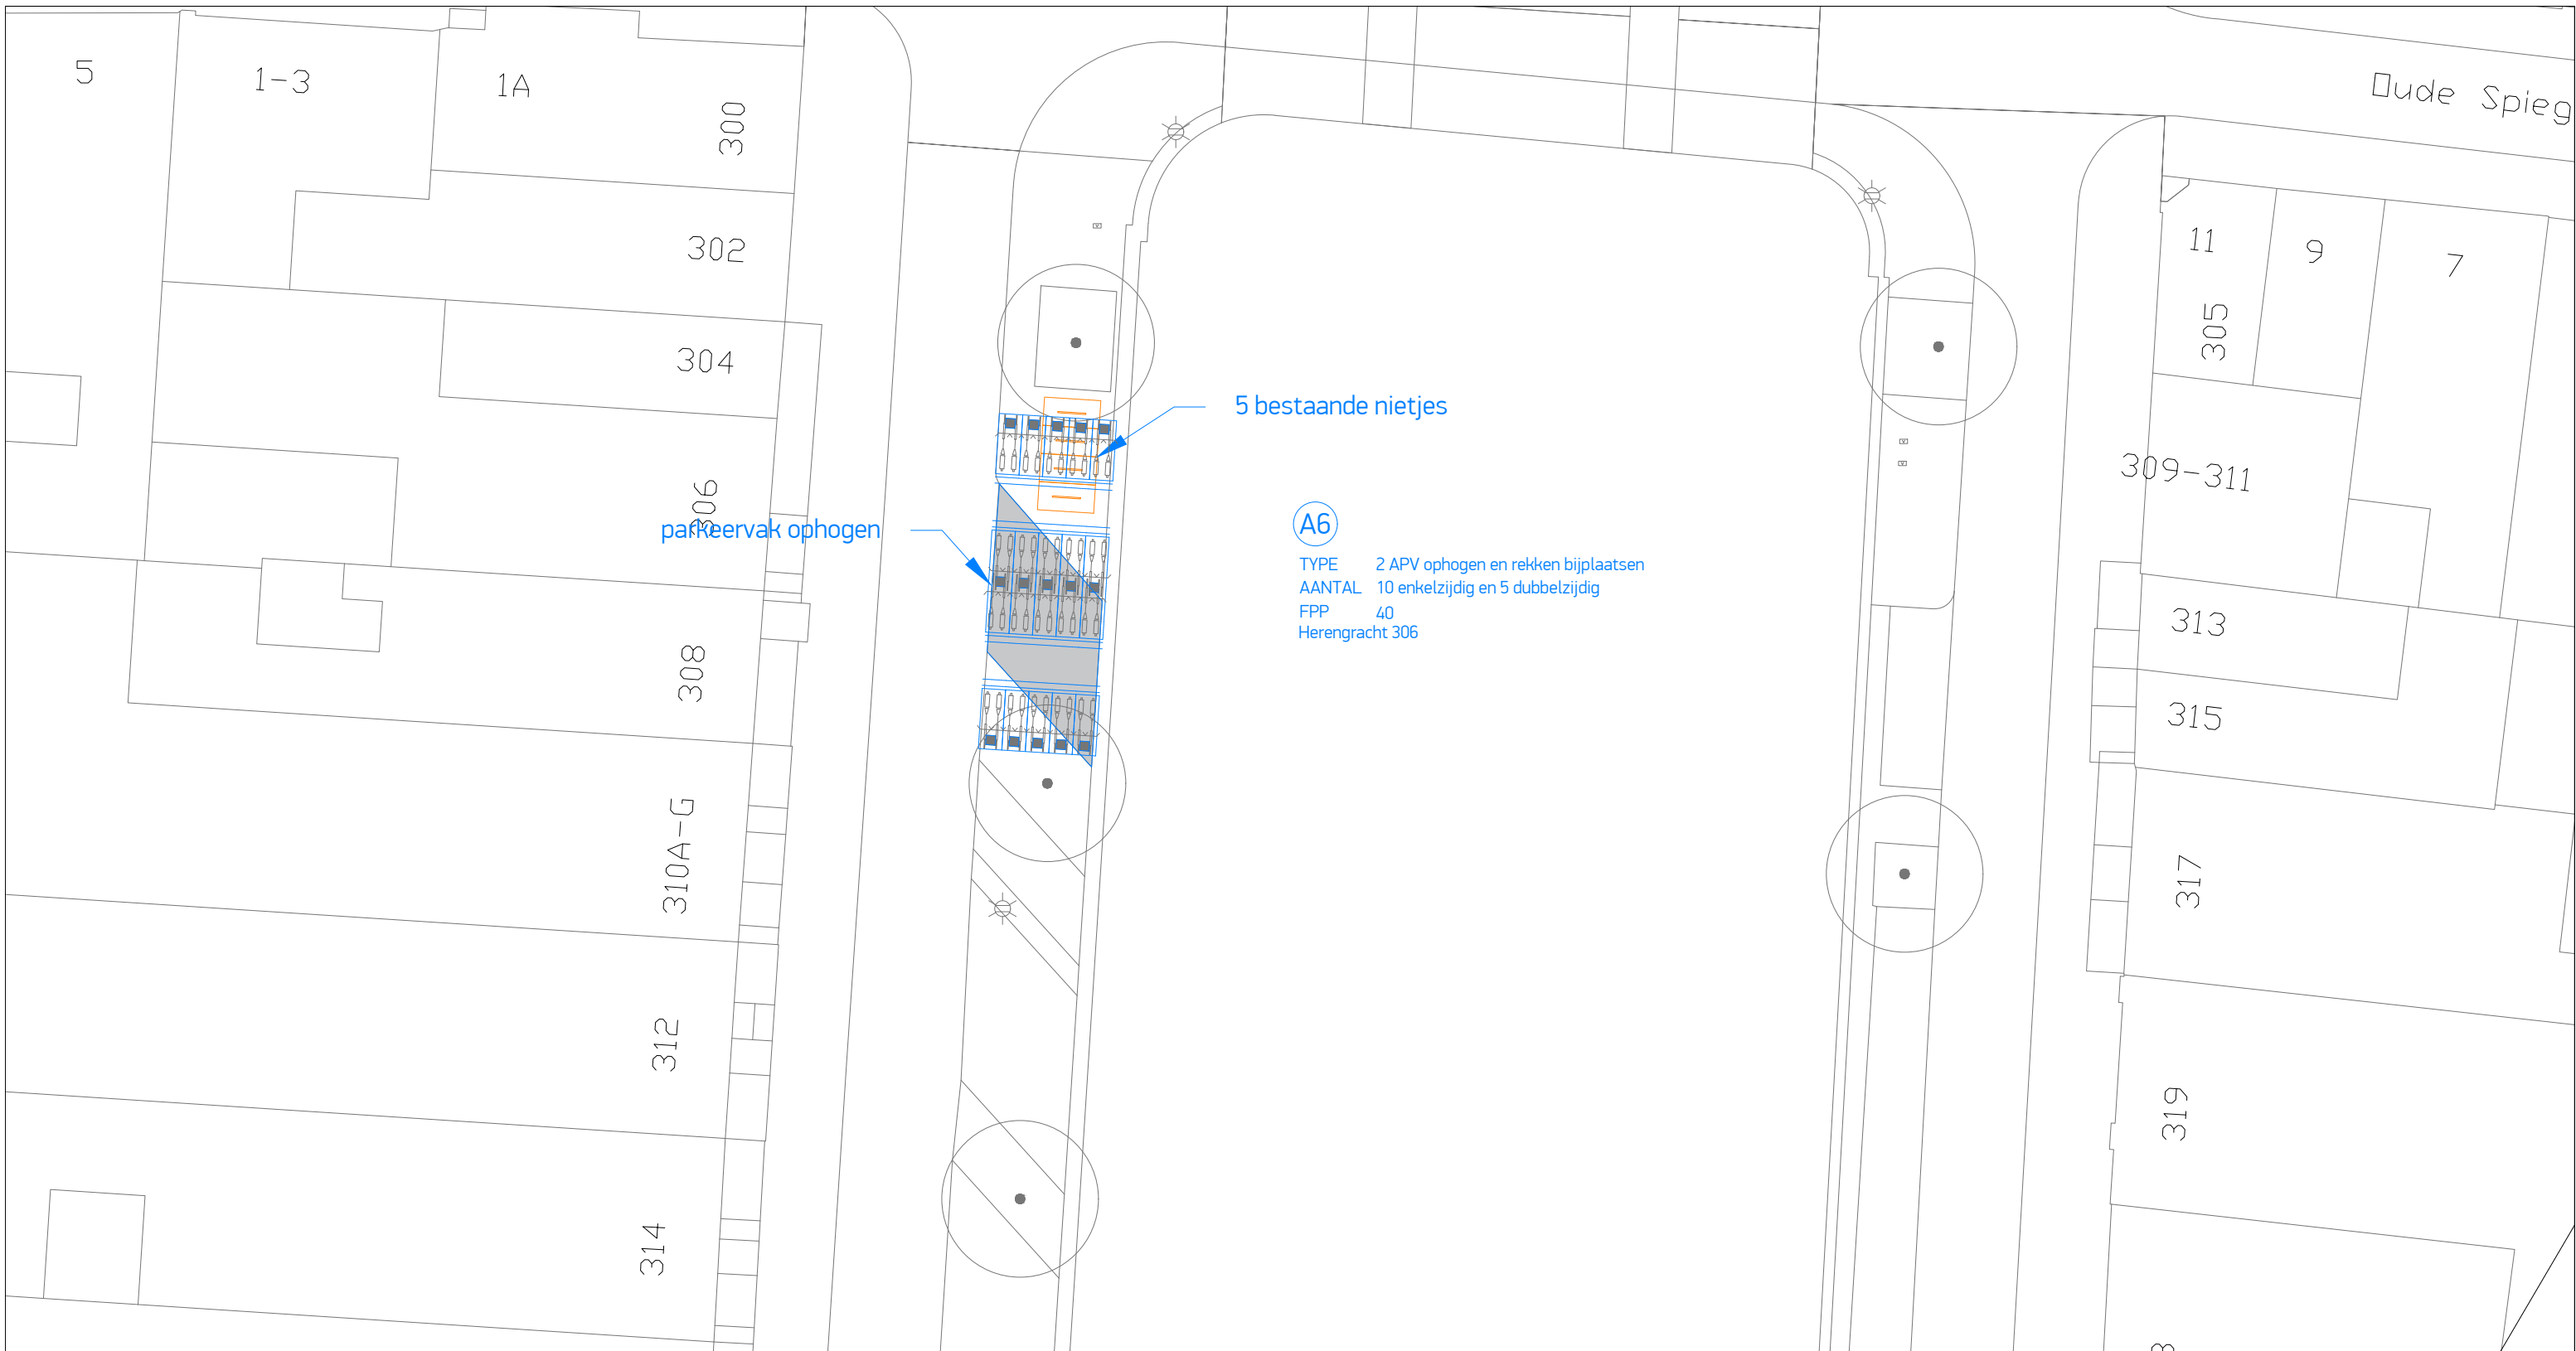 5
1-3
1A
300
Oude Spieg
302
11
9
7
305
304
5 bestaande nietjes
309-311
306
parkeervak ophogen
A6
TYPE 2 APV ophogen en rekken bijplaatsen
AANTAL 10 enkelzijdig en 5 dubbelzijdig
FPP 40
Herengracht 306
313
308
315
310A-G
317
312
319
314